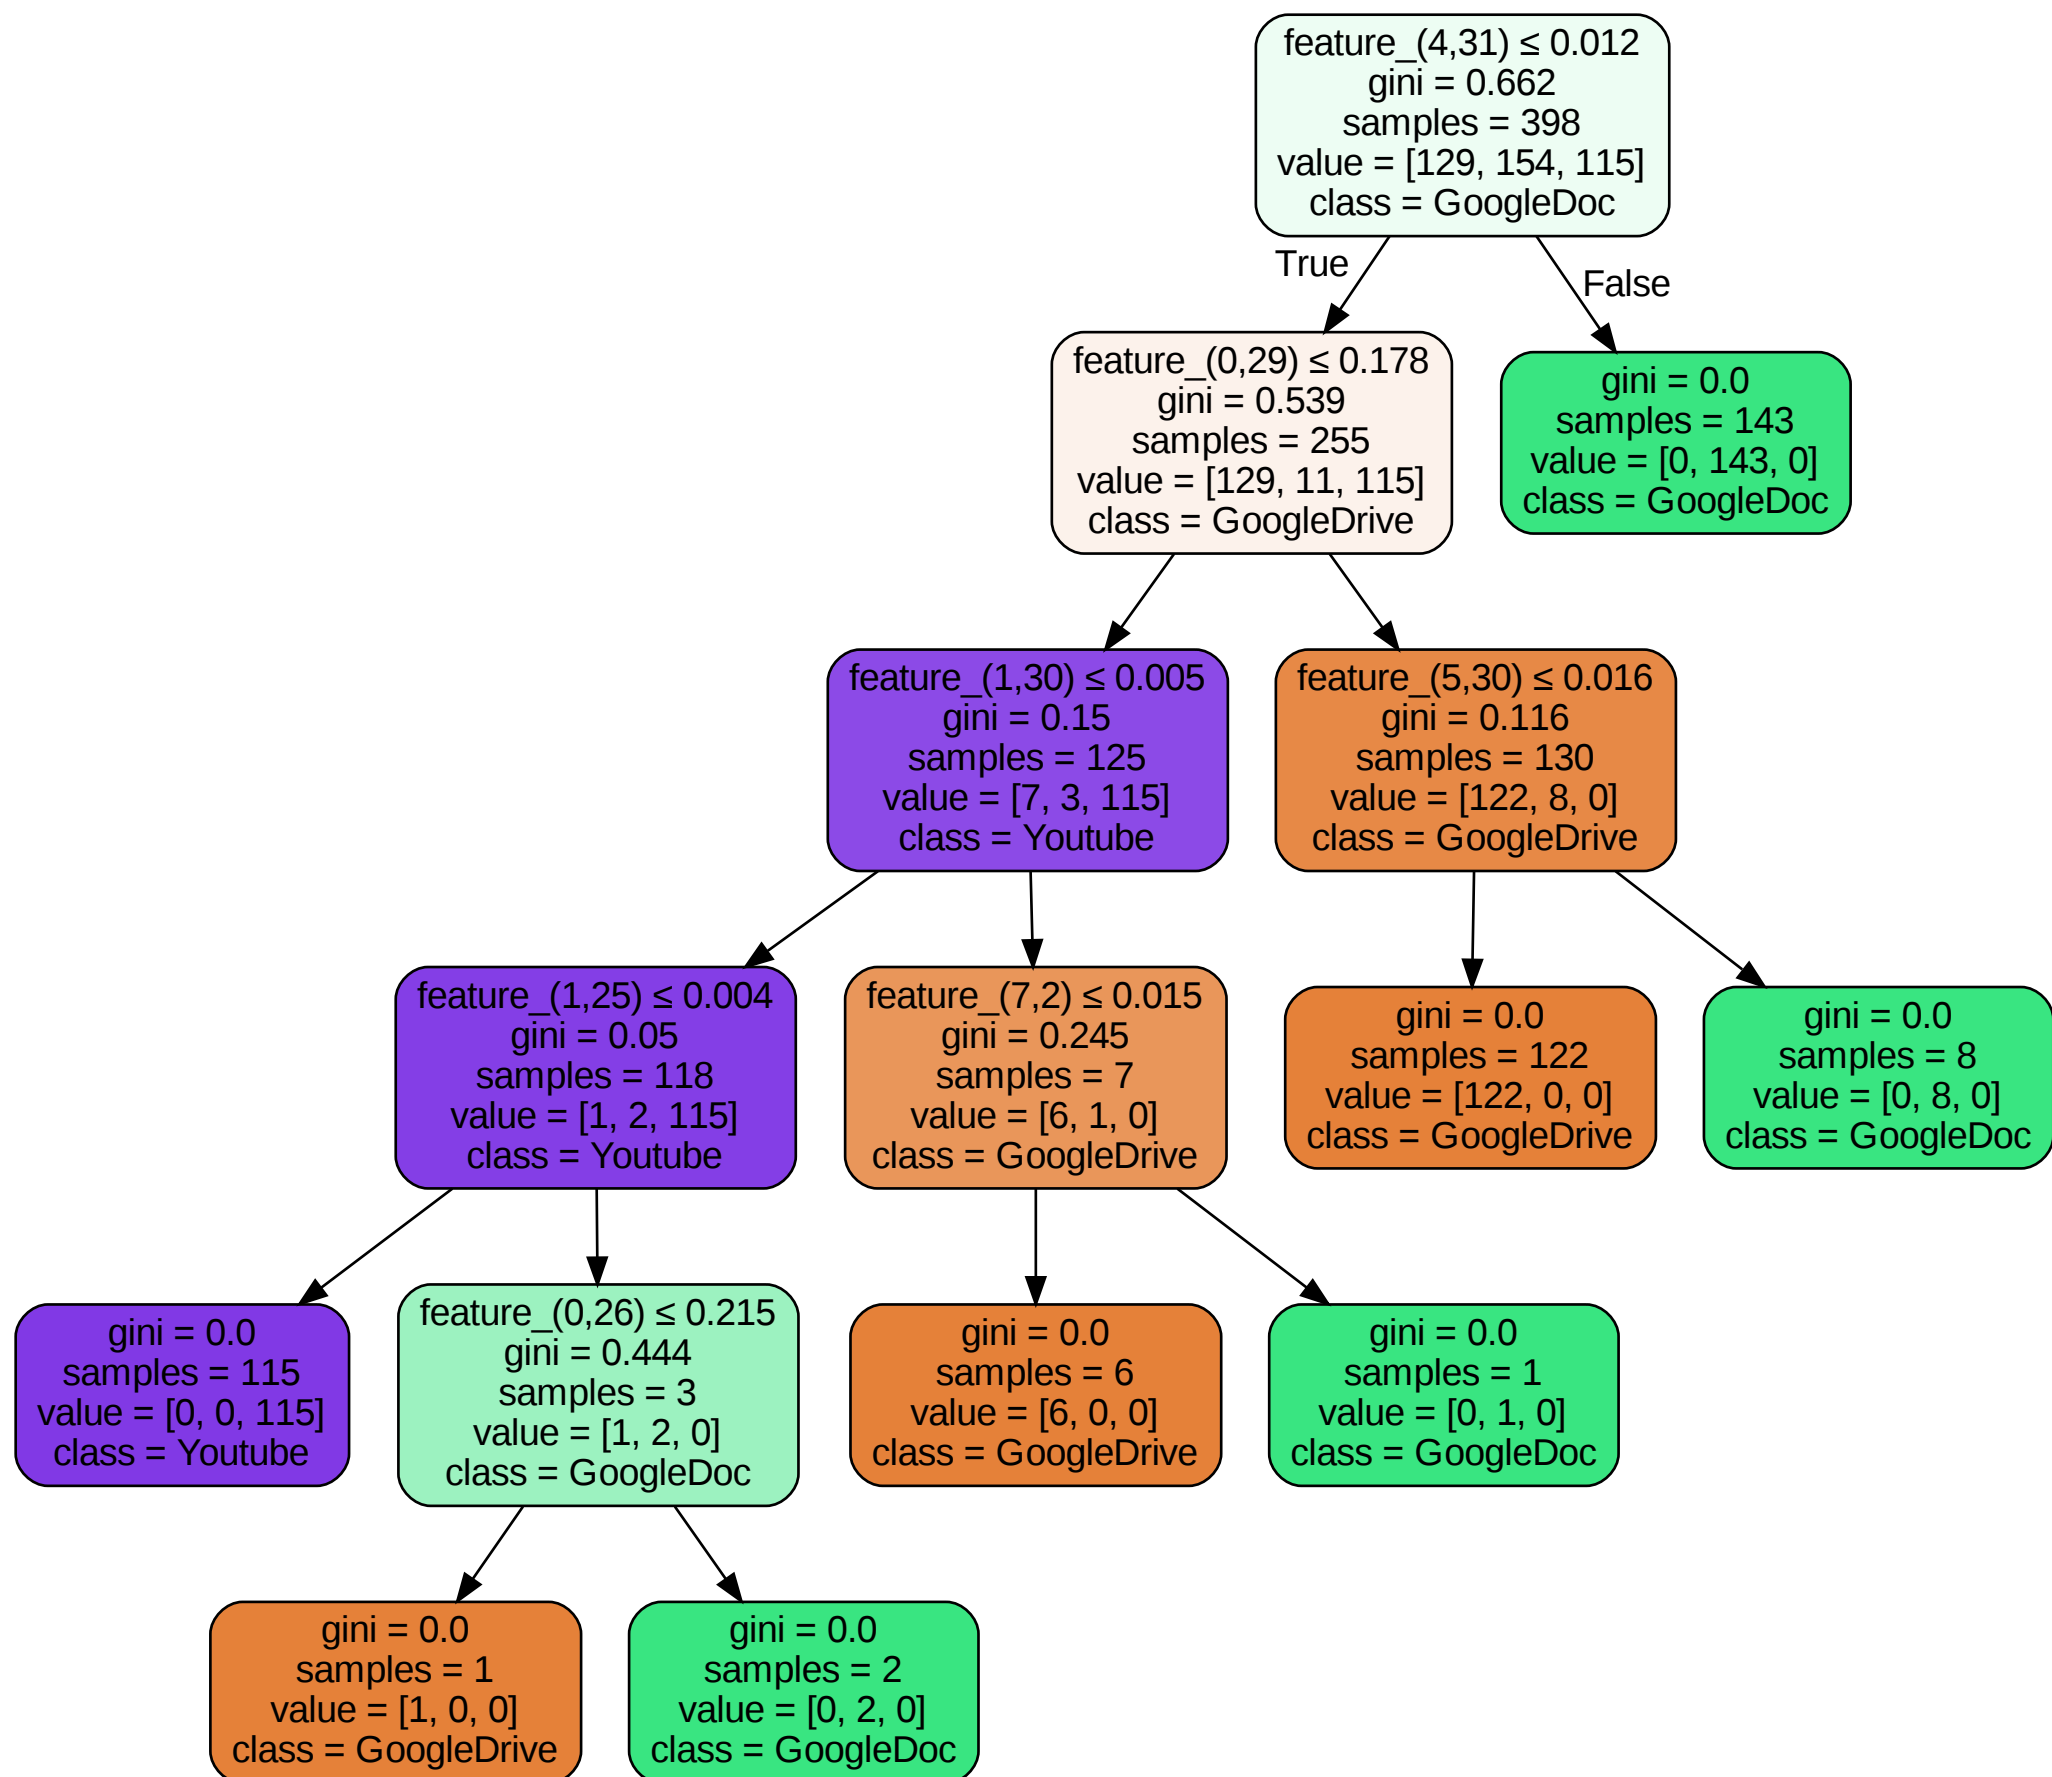 feature_(4,31) ≤ 0.012
gini = 0.662
samples = 398
value = [129, 154, 115]
class = GoogleDoc
True
False
feature_(0,29) ≤ 0.178
gini = 0.539
samples = 255
value = [129, 11, 115]
class = GoogleDrive
gini = 0.0
samples = 143
value = [0, 143, 0]
class = GoogleDoc
feature_(1,30) ≤ 0.005
gini = 0.15
samples = 125
value = [7, 3, 115]
class = Youtube
feature_(5,30) ≤ 0.016
gini = 0.116
samples = 130
value = [122, 8, 0]
class = GoogleDrive
feature_(1,25) ≤ 0.004
gini = 0.05
samples = 118
value = [1, 2, 115]
class = Youtube
feature_(7,2) ≤ 0.015
gini = 0.245
samples = 7
value = [6, 1, 0]
class = GoogleDrive
gini = 0.0
samples = 122
value = [122, 0, 0]
class = GoogleDrive
gini = 0.0
samples = 8
value = [0, 8, 0]
class = GoogleDoc
gini = 0.0
samples = 115
value = [0, 0, 115]
class = Youtube
feature_(0,26) ≤ 0.215
gini = 0.444
samples = 3
value = [1, 2, 0]
class = GoogleDoc
gini = 0.0
samples = 6
value = [6, 0, 0]
class = GoogleDrive
gini = 0.0
samples = 1
value = [0, 1, 0]
class = GoogleDoc
gini = 0.0
samples = 1
value = [1, 0, 0]
class = GoogleDrive
gini = 0.0
samples = 2
value = [0, 2, 0]
class = GoogleDoc